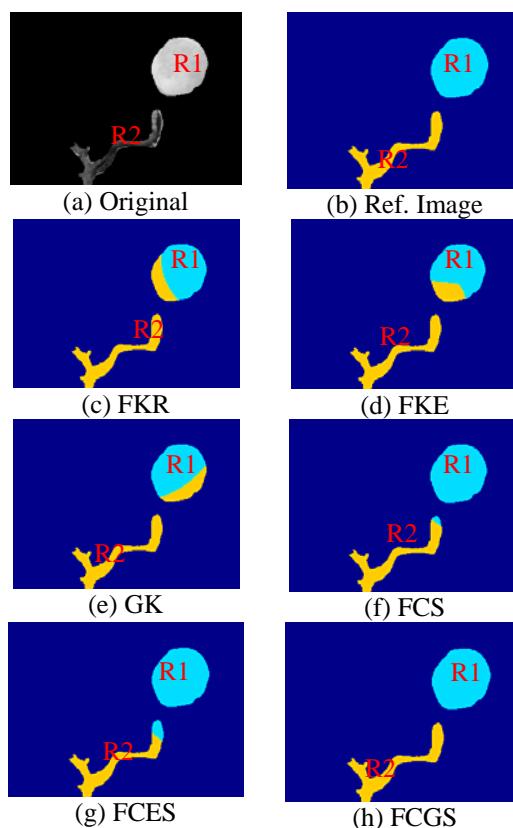 R1
R2
(a) Original
R1
R2
(b) Ref. Image
R1
R2
(c) FKR
R1
R2
(d) FKE
R1
R2
(e) GK
R1
R2
(f) FCS
R1
R2
(g) FCES
R1
R2
(h) FCGS